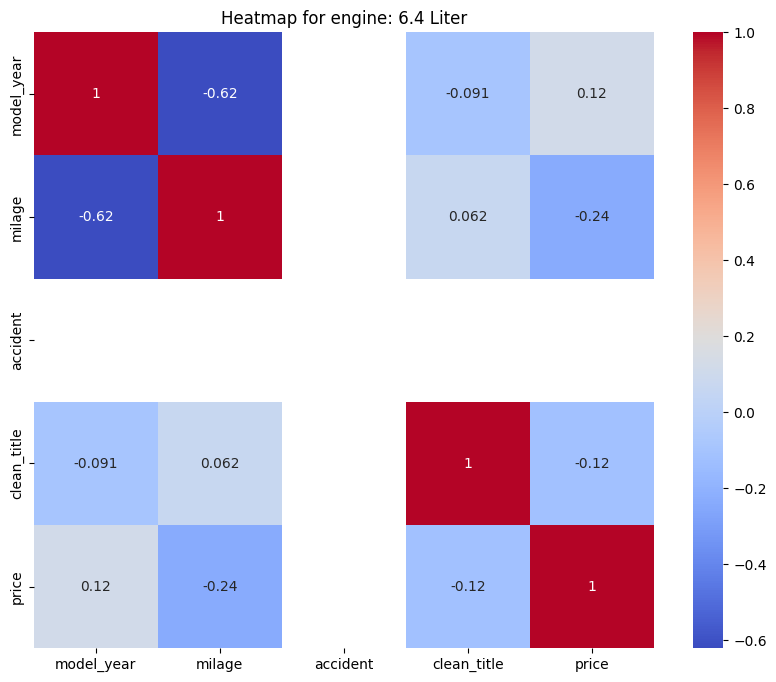 Heatmap for engine: 6.4 Liter
model_year
1
-0.62
-0.091
0.12
milage
-0.62
1
0.062
-0.24
accident
clean_title
-0.091
0.062
1
-0.12
price
0.12
-0.24
-0.12
1
model_year
milage
accident
clean_title
price
1.0
0.8
0.6
0.4
0.2
0.0
−0.2
−0.4
−0.6